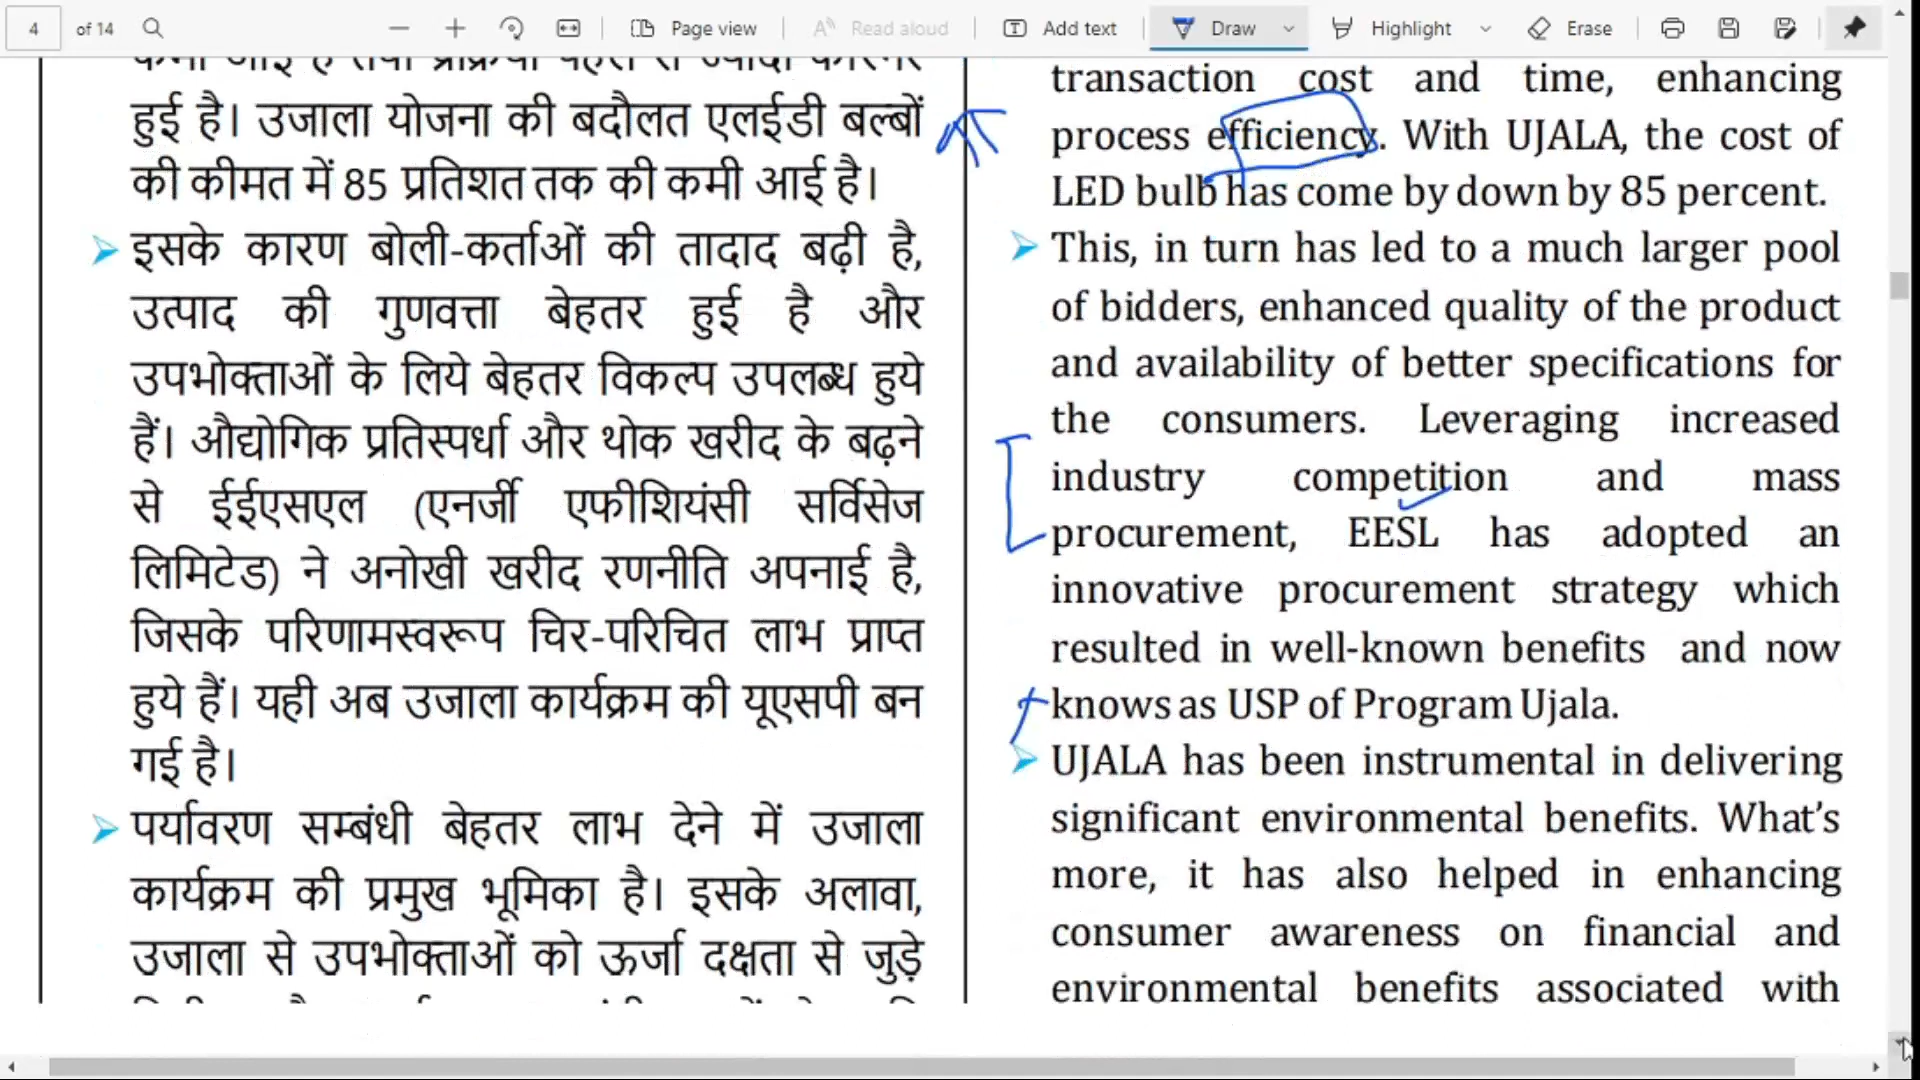 4 of 14 Page view Read aloud Add text Draw Highlight Erase
हुई है। उजाला योजना की बदौलत एलईडी बल्बों
की कीमत में 85 प्रतिशत तक की कमी आई है।
इसके कारण बोली-कर्ताओं की तादाद बढ़ी है,
उत्पाद की गुणवत्ता बेहतर हुई है और
उपभोक्ताओं के लिये बेहतर विकल्प उपलब्ध हुये
हैं। औद्योगिक प्रतिस्पर्धा और थोक खरीद के बढ़ने
से ईईएसएल (एनर्जी एफीशियंसी सर्विसेज
लिमिटेड) ने अनोखी खरीद रणनीति अपनाई है,
जिसके परिणामस्वरूप चिर-परिचित लाभ प्राप्त
हुये हैं। यही अब उजाला कार्यक्रम की यूएसपी बन
गई है।
पर्यावरण सम्बंधी बेहतर लाभ देने में उजाला
कार्यक्रम की प्रमुख भूमिका है। इसके अलावा,
उजाला से उपभोक्ताओं को ऊर्जा दक्षता से जुड़े
transaction cost and time, enhancing
process efficiency. With UJALA, the cost of
LED bulb has come by down by 85 percent.
This, in turn has led to a much larger pool
of bidders, enhanced quality of the product
and availability of better specifications for
the consumers. Leveraging increased
industry competition and mass
procurement, EESL has adopted an
innovative procurement strategy which
resulted in well-known benefits and now
knows as USP of Program Ujala.
UJALA has been instrumental in delivering
significant environmental benefits. What's
more, it has also helped in enhancing
consumer awareness on financial and
environmental benefits associated with